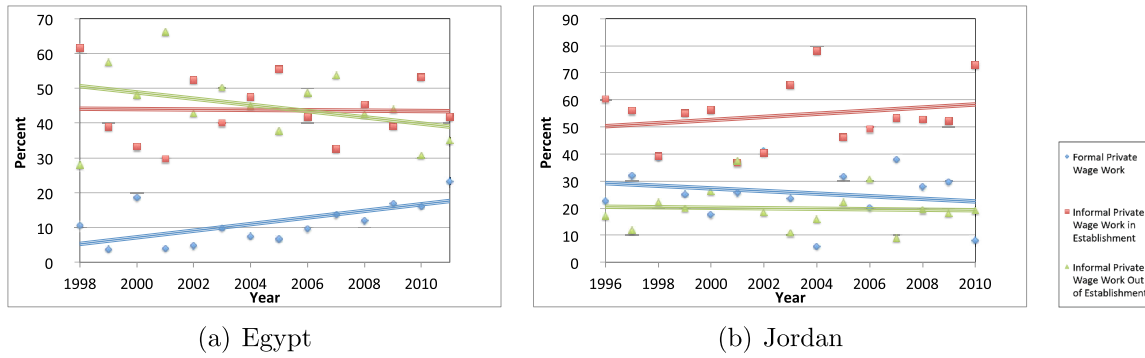 70
60
50
40
30
20
10
0
Percent
1998 2000 2002 2004 2006 2008 2010
Year
(a) Egypt
90
80
70
60
50
40
30
20
10
0
Percent
1996 1998 2000 2002 2004 2006 2008 2010
Year
(b) Jordan
Formal Private
Wage Work
Informal Private
Wage Work in
Establishment
Informal Private
Wage Work Out
of Establishment